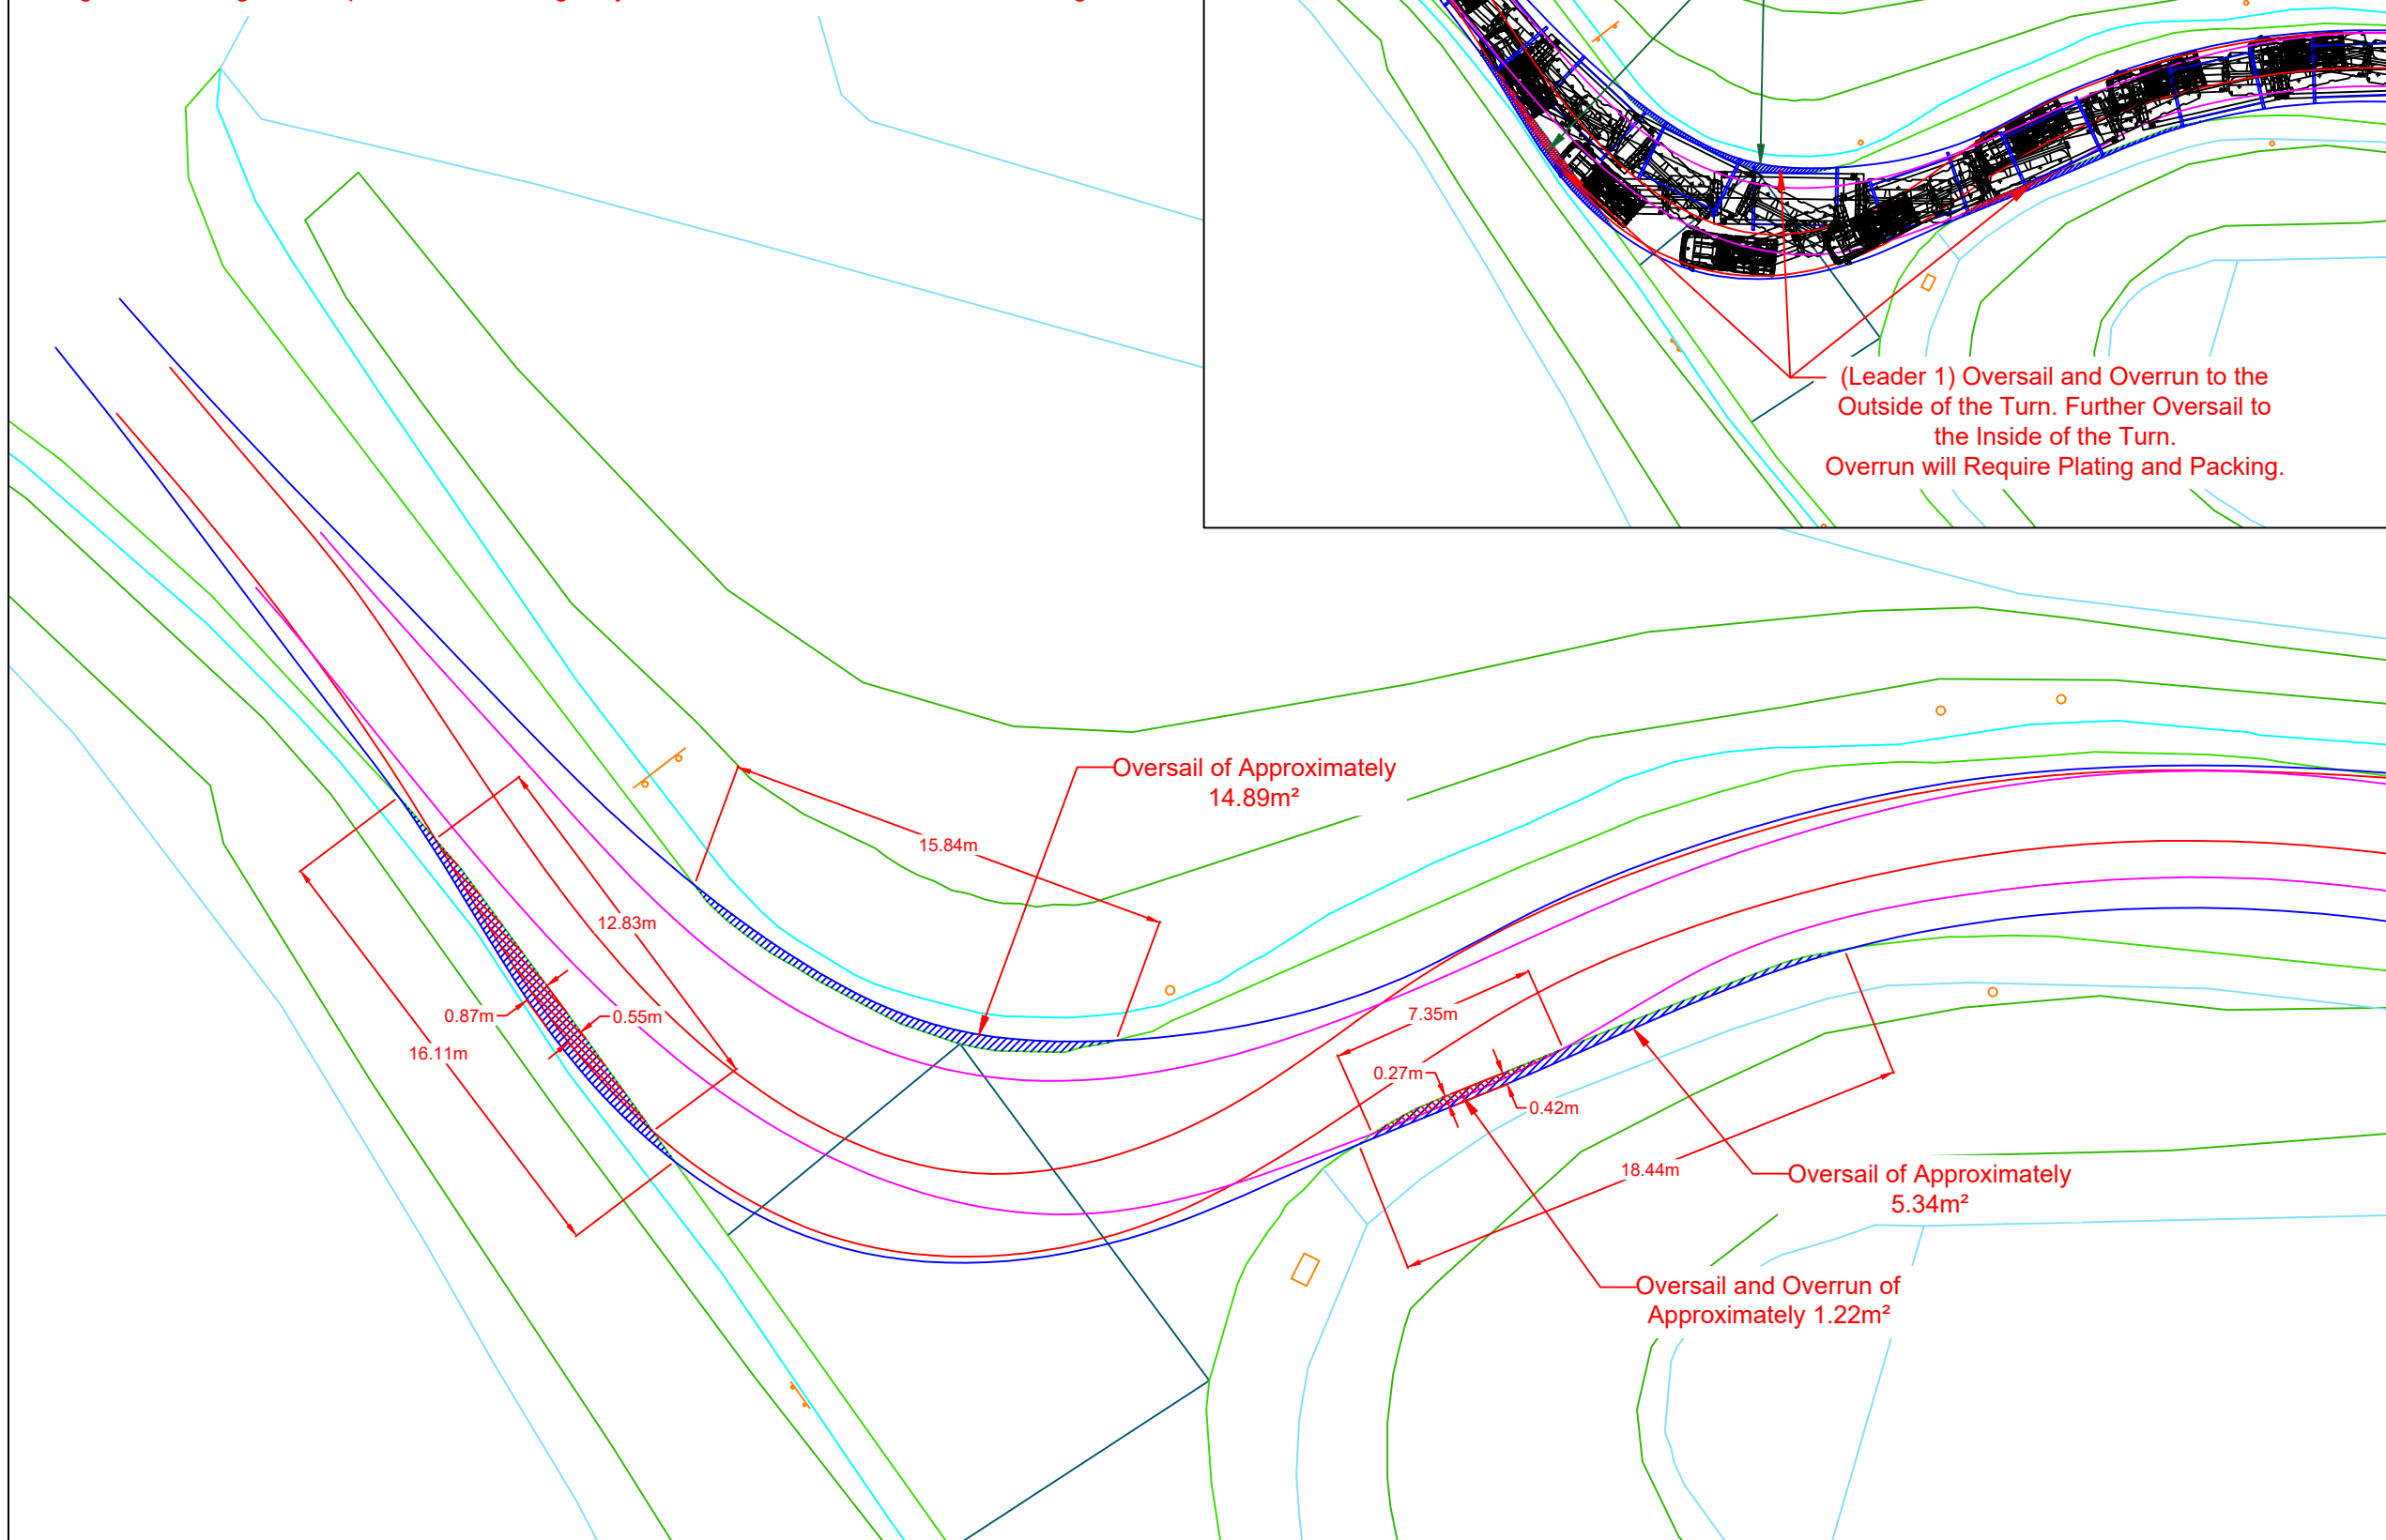 (Leader 1) Oversail and Overrun to the
Outside of the Turn. Further Oversail to
the Inside of the Turn.
Overrun will Require Plating and Packing.
Oversail of Approximately
14.89m²
15.84m
12.83m
0.87m
0.55m
16.11m
7.35m
0.27m
0.42m
18.44m
Oversail of Approximately
5.34m²
Oversail and Overrun of
Approximately 1.22m²